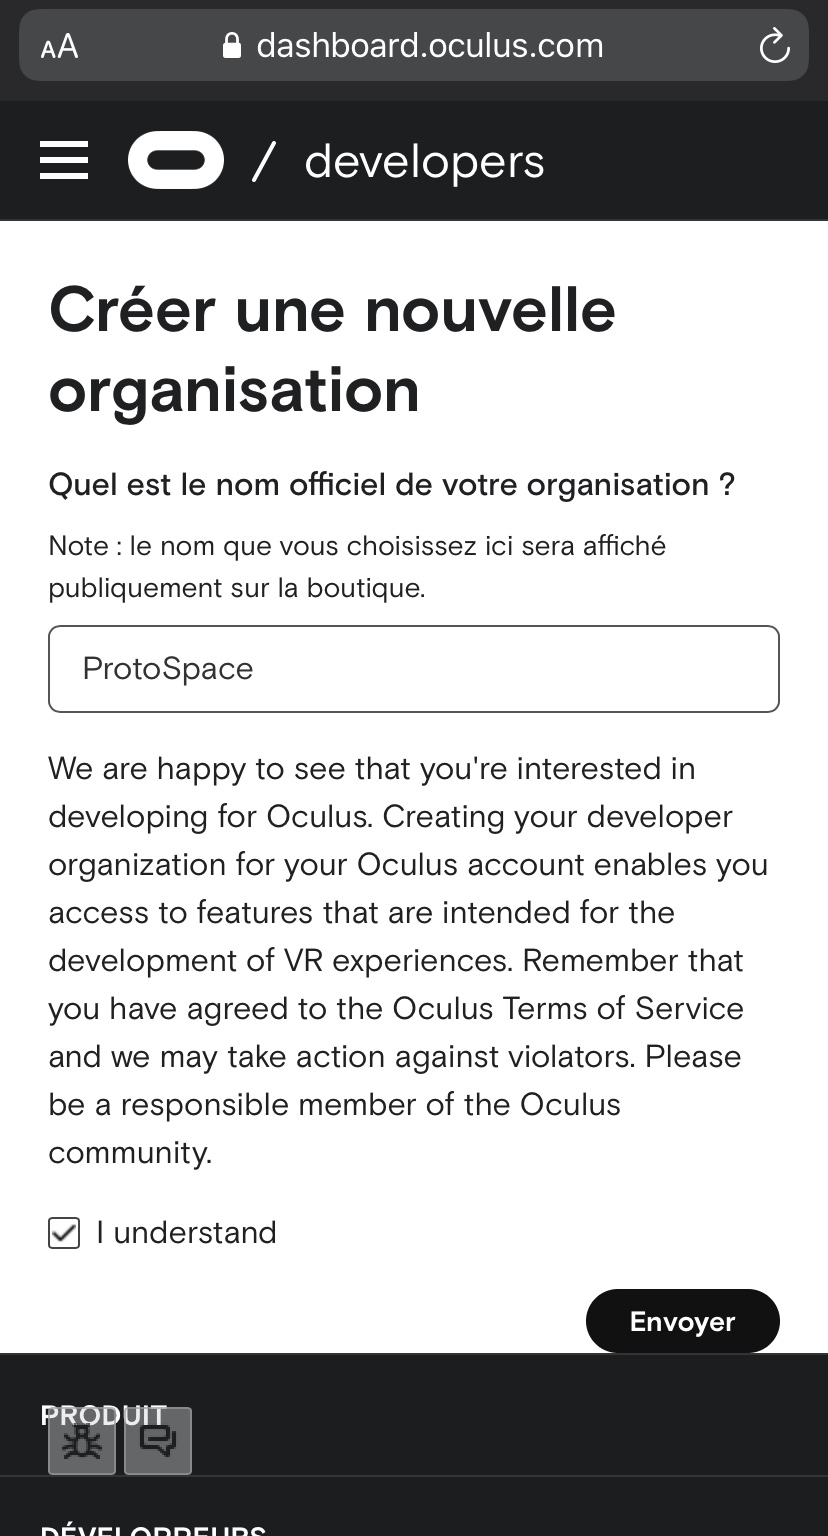 AA dashboard.oculus.com
/ developers
Créer une nouvelle
organisation
Quel est le nom officiel de votre organisation ?
Note : le nom que vous choisissez ici sera affiché
publiquement sur la boutique.
ProtoSpace
We are happy to see that you're interested in
developing for Oculus. Creating your developer
organization for your Oculus account enables you
access to features that are intended for the
development of VR experiences. Remember that
you have agreed to the Oculus Terms of Service
and we may take action against violators. Please
be a responsible member of the Oculus
community.
I understand
Envoyer
PRODUIT
DÉVELOPPEURS